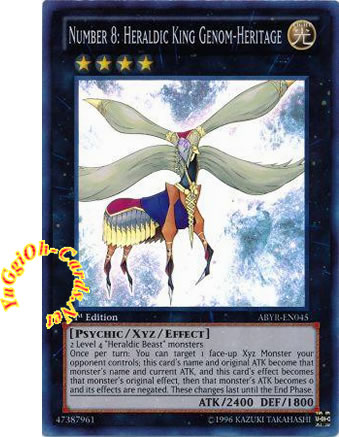 Number 8: Heraldic King Genom-Heritage
光
YuGgiOh-Cards.Net
Edition
ABYR-EN045
[Psychic/Xyz/Effect]
2 Level 4 "Heraldic Beast" monsters
Once per turn: You can target 1 face-up Xyz Monster your
opponent controls; this card's name and original ATK become that
monster's name and current ATK, and this card's effect becomes
that monster's original effect, then that monster's ATK becomes 0
and its effects are negated. These changes last until the End Phase.
ATK/2400 DEF/1800
47387961
©1996 KAZUKI TAKAHASHI